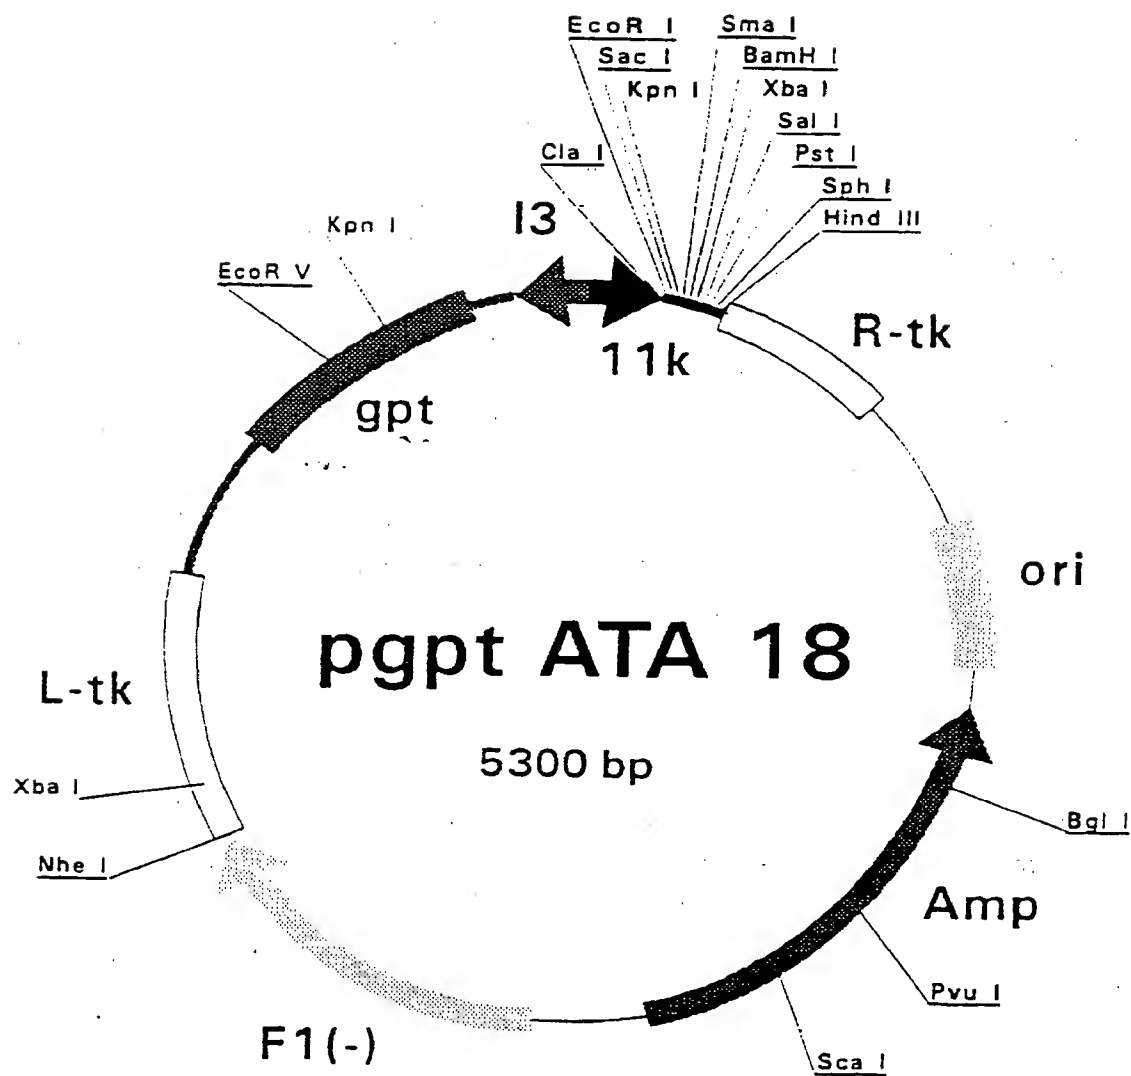 EcoR I
Sma I
Sac I
BamH I
Kpn I
Xba I
Sal I
Cla I
Pst I
Sph I
Hind III
I3
Kpn I
EcoR V
R-tk
11k
gpt
ori
pgpt ATA 18
L-tk
5300 bp
Xba I
Bgl I
Nhe I
Amp
Pvu I
F1(-)
Sca I